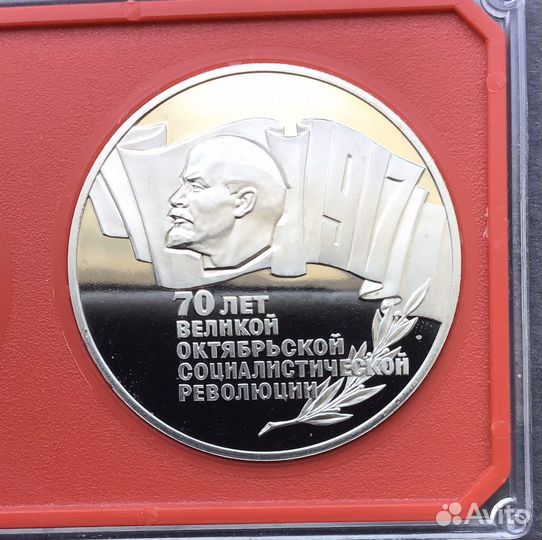 1917
70 ЛЕТ
ВЕЛИКОЙ
ОКТЯБРЬСКОЙ
СОЦИАЛИСТИЧЕСКОЙ
РЕВОЛЮЦИИ
Avito